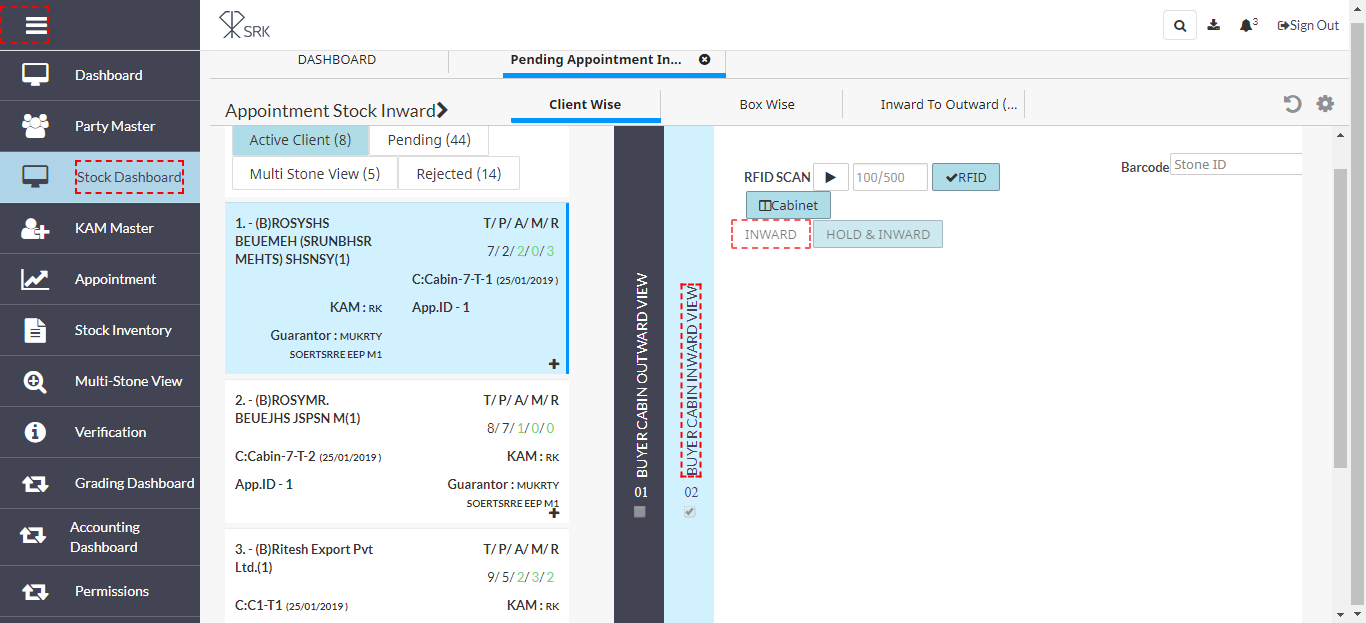 SRK
3
Sign Out
Dashboard
Party Master
Stock Dashboard
KAM Master
Appointment
Stock Inventory
Multi-Stone View
Verification
Grading Dashboard
Accounting
Dashboard
Permissions
DASHBOARD
Pending Appointment In...
Appointment Stock Inward
Client Wise
Box Wise
Inward To Outward (...
Active Client (8)
Pending (44)
Multi Stone View (5)
Rejected (14)
1. - (B)ROSYSHS
BEUEMEH (SRUNBHSR
MEHTS) SHSNSY(1)
T/ P/ A/ M/ R
7/ 2/ 2/ 0/ 3
C:Cabin-7-T-1 (25/01/2019 )
KAM : RK
App.ID - 1
Guarantor : MUKRTY
SOERTSRRE EEP M1
2. - (B)ROSYMR.
BEUEJHS JSPSN M(1)
T/ P/ A/ M/ R
8/ 7/ 1/ 0/ 0
C:Cabin-7-T-2 (25/01/2019 )
KAM : RK
App.ID - 1
Guarantor : MUKRTY
SOERTSRRE EEP M1
3. - (B)Ritesh Export Pvt
Ltd.(1)
T/ P/ A/ M/ R
9/ 5/ 2/ 3/ 2
C:C1-T1 (25/01/2019 )
KAM : RK
BUYER CABIN OUTWARD VIEW
01
BUYER CABIN INWARD VIEW
02
RFID SCAN
100/500
RFID
Barcode
Stone ID
Cabinet
INWARD
HOLD & INWARD